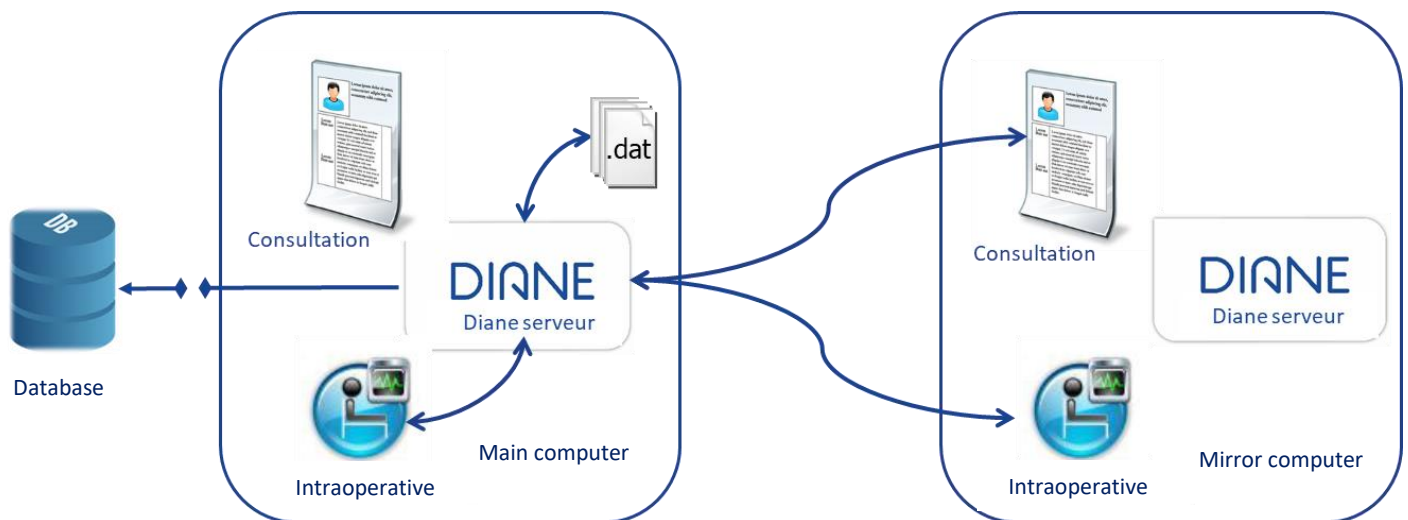 DB
Database
Consultation
.dat
DIANE
Diane serveur
Intraoperative
Main computer
Consultation
DIANE
Diane serveur
Intraoperative
Mirror computer